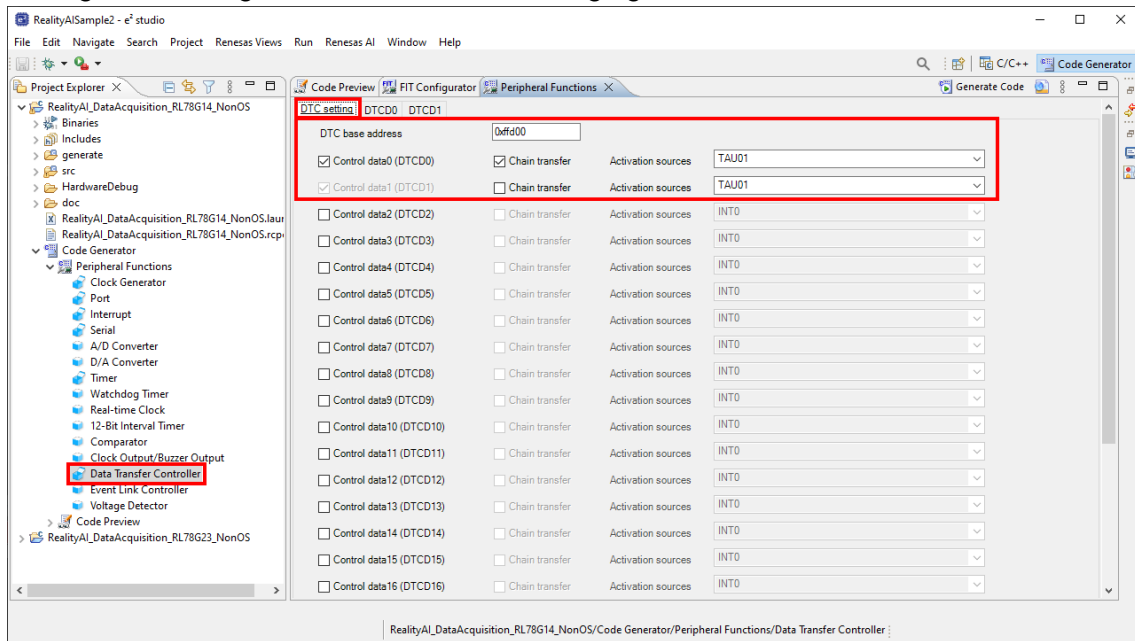 RealityAISample2 - e² studio
File Edit Navigate Search Project Renesas Views Run Renesas AI Window Help
C/C++ Code Generator
Project Explorer
Code Preview FIT Configurator Peripheral Functions
Generate Code
RealityAI_DataAcquisition_RL78G14_NonOS
Binaries
Includes
generate
src
HardwareDebug
doc
RealityAI_DataAcquisition_RL78G14_NonOS.laun
RealityAI_DataAcquisition_RL78G14_NonOS.rcp
Code Generator
Peripheral Functions
Clock Generator
Port
Interrupt
Serial
A/D Converter
D/A Converter
Timer
Watchdog Timer
Real-time Clock
12-Bit Interval Timer
Comparator
Clock Output/Buzzer Output
Data Transfer Controller
Event Link Controller
Voltage Detector
Code Preview
RealityAI_DataAcquisition_RL78G23_NonOS
DTC setting DTCD0 DTCD1
DTC base address 0xffd00
Control data0 (DTCD0) Chain transfer Activation sources TAU01
Control data1 (DTCD1) Chain transfer Activation sources TAU01
Control data2 (DTCD2) Chain transfer Activation sources INT0
Control data3 (DTCD3) Chain transfer Activation sources INT0
Control data4 (DTCD4) Chain transfer Activation sources INT0
Control data5 (DTCD5) Chain transfer Activation sources INT0
Control data6 (DTCD6) Chain transfer Activation sources INT0
Control data7 (DTCD7) Chain transfer Activation sources INT0
Control data8 (DTCD8) Chain transfer Activation sources INT0
Control data9 (DTCD9) Chain transfer Activation sources INT0
Control data10 (DTCD10) Chain transfer Activation sources INT0
Control data11 (DTCD11) Chain transfer Activation sources INT0
Control data12 (DTCD12) Chain transfer Activation sources INT0
Control data13 (DTCD13) Chain transfer Activation sources INT0
Control data14 (DTCD14) Chain transfer Activation sources INT0
Control data15 (DTCD15) Chain transfer Activation sources INT0
Control data16 (DTCD16) Chain transfer Activation sources INT0
RealityAI_DataAcquisition_RL78G14_NonOS/Code Generator/Peripheral Functions/Data Transfer Controller